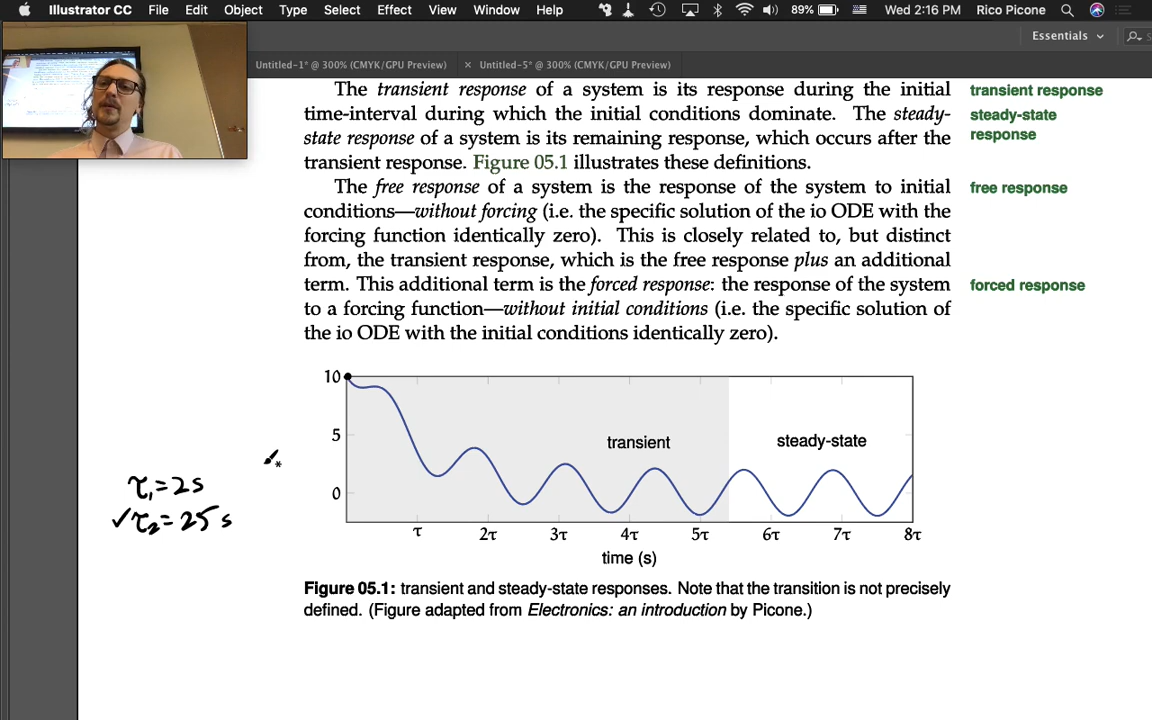 Illustrator CC File Edit Object Type Select Effect View Window Help 89% Wed 2:16 PM Rico Picone
Essentials
Untitled-1* @ 300% (CMYK/GPU Preview) × Untitled-5* @ 300% (CMYK/GPU Preview)
The transient response of a system is its response during the initial
time-interval during which the initial conditions dominate. The steady-
state response of a system is its remaining response, which occurs after the
transient response. Figure 05.1 illustrates these definitions.
transient response
steady-state
response
The free response of a system is the response of the system to initial
conditions—without forcing (i.e. the specific solution of the io ODE with the
forcing function identically zero). This is closely related to, but distinct
from, the transient response, which is the free response plus an additional
term. This additional term is the forced response: the response of the system
to a forcing function—without initial conditions (i.e. the specific solution of
the io ODE with the initial conditions identically zero).
free response
forced response
10
5
0
transient
steady-state
τ 2τ 3τ 4τ 5τ 6τ 7τ 8τ
time (s)
τ₁=2s
✓τ₂=25s
Figure 05.1: transient and steady-state responses. Note that the transition is not precisely
defined. (Figure adapted from Electronics: an introduction by Picone.)